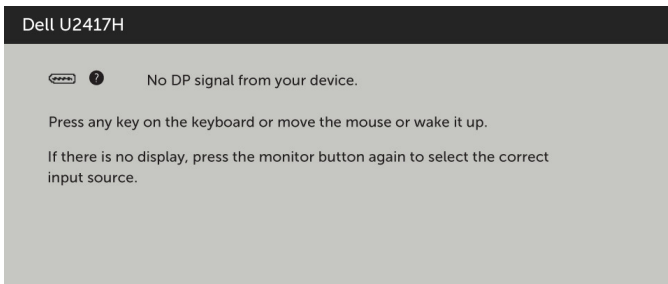 Dell U2417H
? No DP signal from your device.
Press any key on the keyboard or move the mouse or wake it up.
If there is no display, press the monitor button again to select the correct
input source.